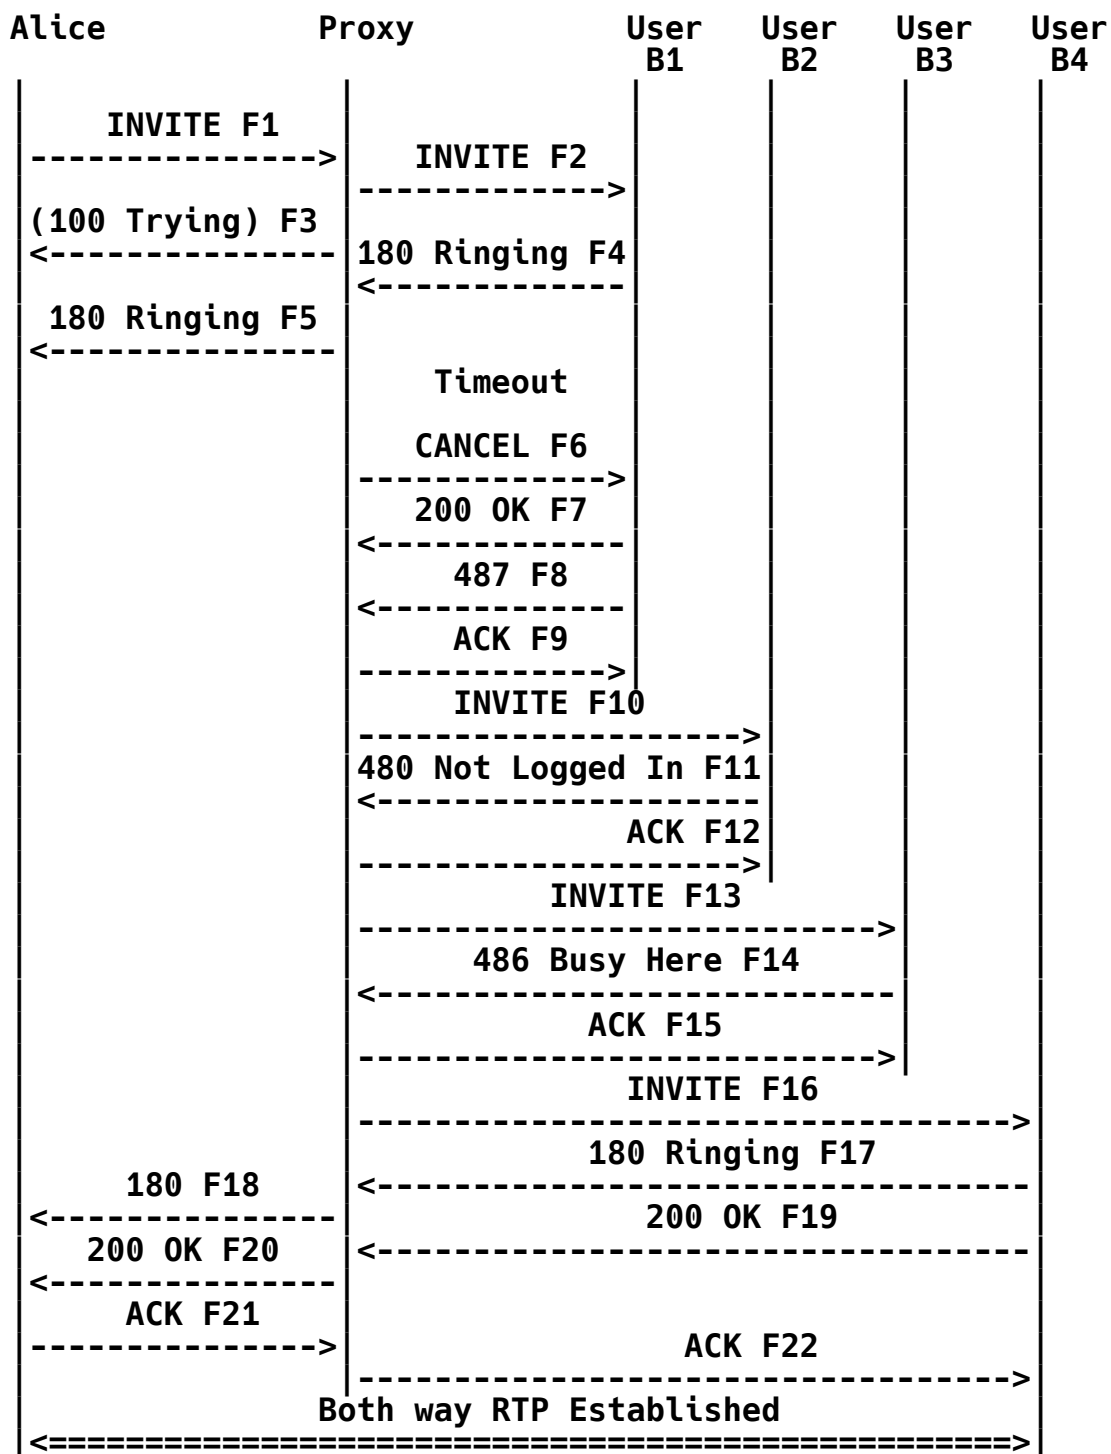 Alice Proxy User User User User
B1 B2 B3 B4
INVITE F1
INVITE F2
(100 Trying) F3
180 Ringing F4
180 Ringing F5
Timeout
CANCEL F6
200 OK F7
487 F8
ACK F9
INVITE F10
480 Not Logged In F11
ACK F12
INVITE F13
486 Busy Here F14
ACK F15
INVITE F16
180 Ringing F17
180 F18
200 OK F19
200 OK F20
ACK F21
ACK F22
Both way RTP Established